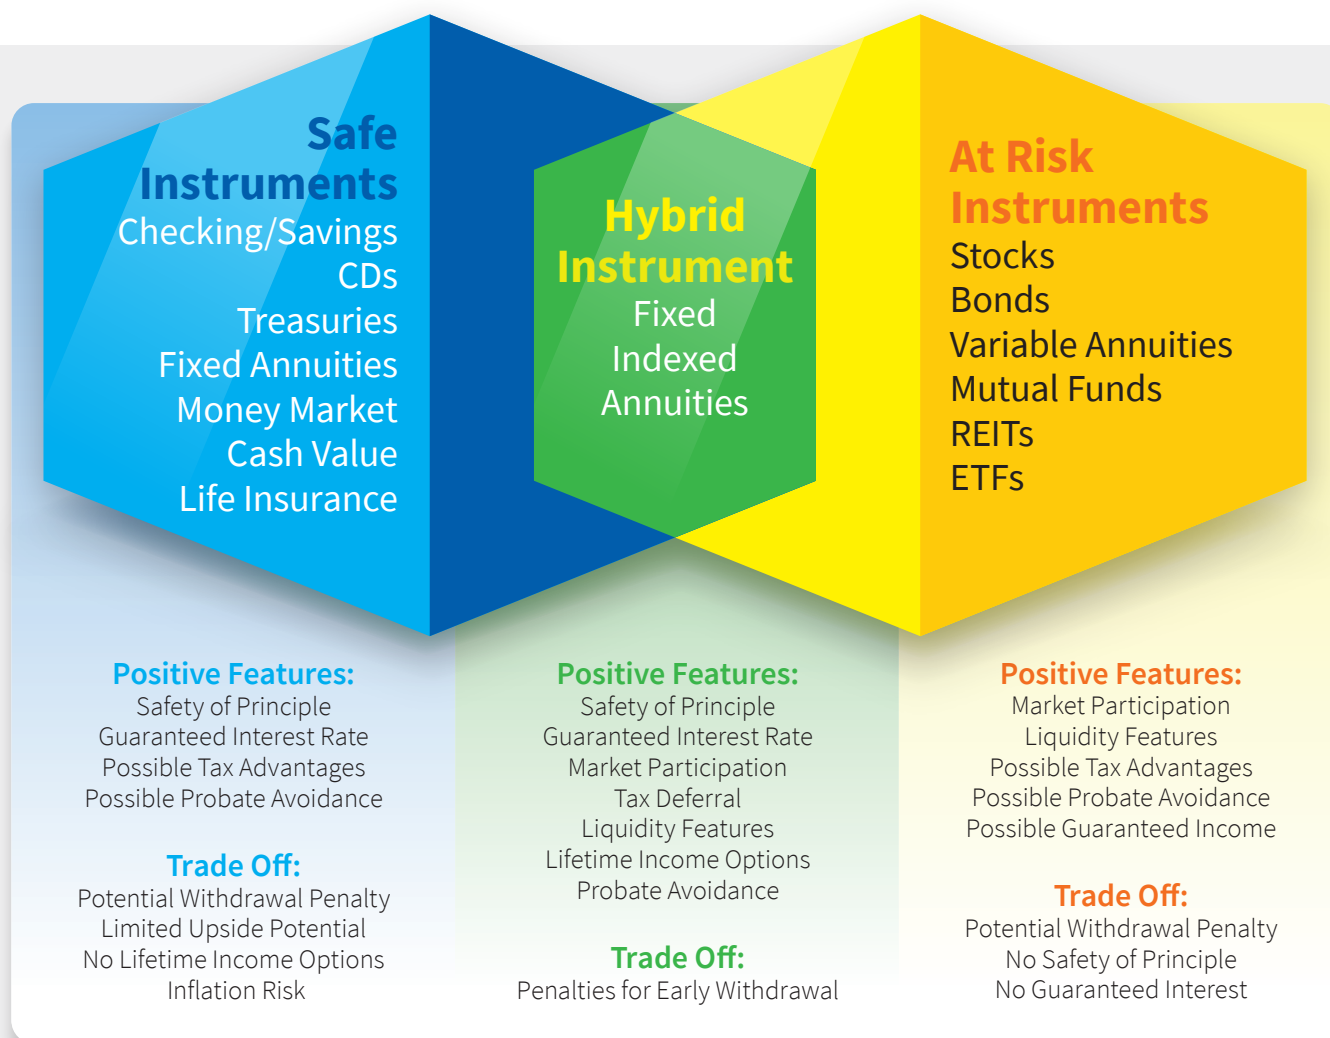 Safe
Instruments
Checking/Savings
CDs
Treasuries
Fixed Annuities
Money Market
Cash Value
Life Insurance
Hybrid
Instrument
Fixed
Indexed
Annuities
At Risk
Instruments
Stocks
Bonds
Variable Annuities
Mutual Funds
REITs
ETFs
Positive Features:
Safety of Principle
Guaranteed Interest Rate
Possible Tax Advantages
Possible Probate Avoidance
Trade Off:
Potential Withdrawal Penalty
Limited Upside Potential
No Lifetime Income Options
Inflation Risk
Positive Features:
Safety of Principle
Guaranteed Interest Rate
Market Participation
Tax Deferral
Liquidity Features
Lifetime Income Options
Probate Avoidance
Trade Off:
Penalties for Early Withdrawal
Positive Features:
Market Participation
Liquidity Features
Possible Tax Advantages
Possible Probate Avoidance
Possible Guaranteed Income
Trade Off:
Potential Withdrawal Penalty
No Safety of Principle
No Guaranteed Interest